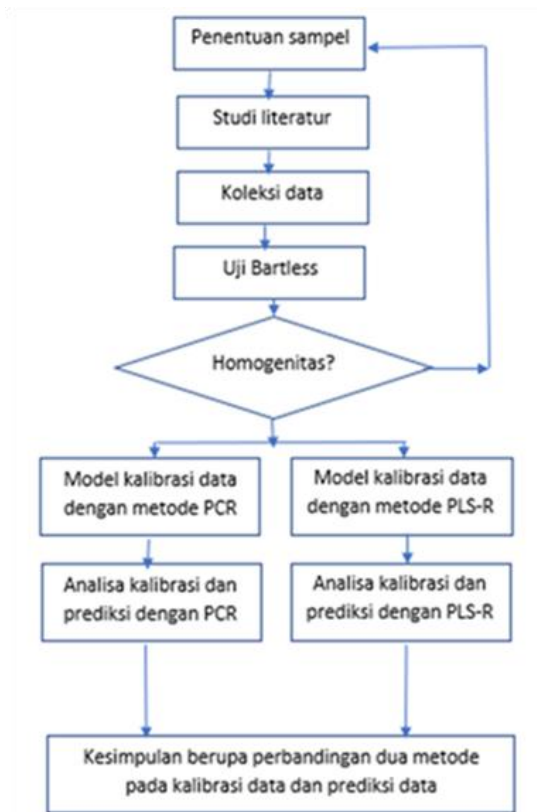 Penentuan sampel
Studi literatur
Koleksi data
Uji Bartless
Homogenitas?
Model kalibrasi data
dengan metode PCR
Model kalibrasi data
dengan metode PLS-R
Analisa kalibrasi dan
prediksi dengan PCR
Analisa kalibrasi dan
prediksi dengan PLS-R
Kesimpulan berupa perbandingan dua metode
pada kalibrasi data dan prediksi data